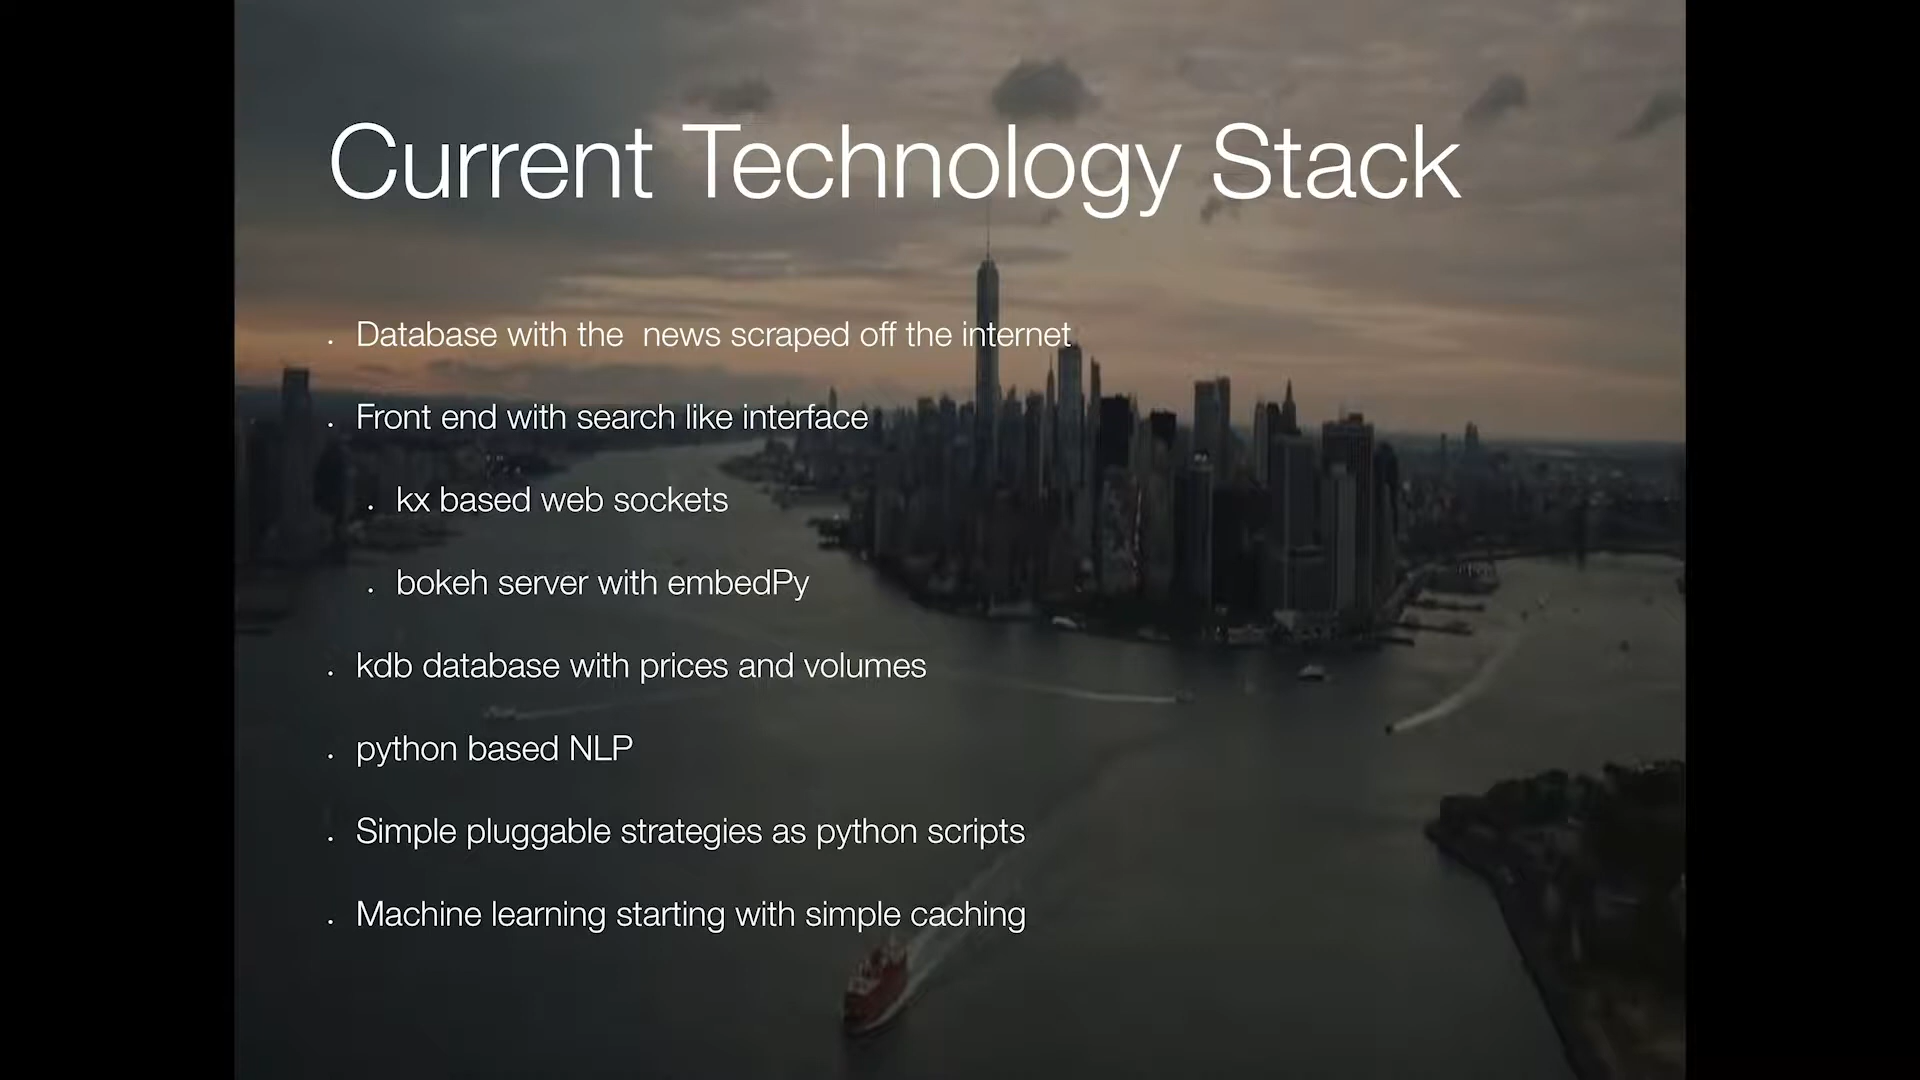 Current Technology Stack
. Database with the  news scraped off the internet
. Front end with search like interface
. kx based web sockets
. bokeh server with embedPy
. kdb database with prices and volumes
. python based NLP
. Simple pluggable strategies as python scripts
. Machine learning starting with simple caching